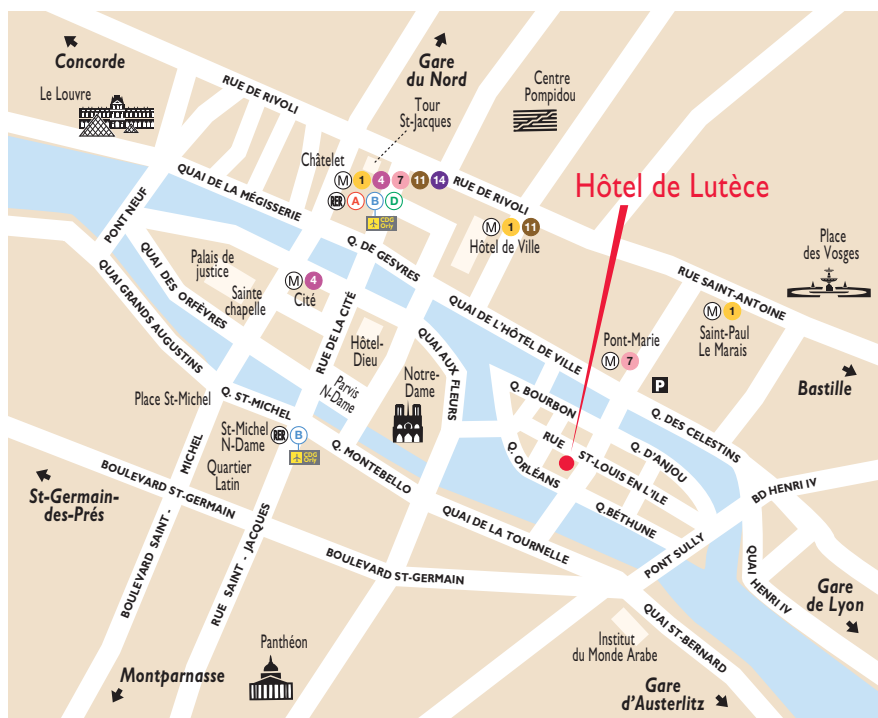 Concorde
Le Louvre
RUE DE RIVOLI
Gare
du Nord
Tour
St-Jacques
Centre
Pompidou
Châtelet
M 1 4 7 11 14
RER A B D
CDG
Orly
RUE DE RIVOLI
Hôtel de Lutèce
M 1 11
Hôtel de Ville
PONT NEUF
QUAI DE LA MÉGISSERIE
Q. DE GESVRES
Palais de
justice
Sainte
chapelle
QUAI DES ORFÈVRES
QUAI GRANDS AUGUSTINS
M 4
Cité
RUE DE LA CITÉ
Hôtel-
Dieu
Parvis
N-Dame
Notre-
Dame
QUAI AUX FLEURS
QUAI DE L'HÔTEL DE VILLE
Pont-Marie
M 7
P
RUE SAINT-ANTOINE
M 1
Saint-Paul
Le Marais
Place
des Vosges
Bastille
Place St-Michel
Q. ST-MICHEL
St-Michel
N-Dame
RER B
CDG
Orly
Quartier
Latin
Q. MONTEBELLO
Q. BOURBON
RUE ST-LOUIS EN L'ILE
Q. ORLÉANS
Q. D'ANJOU
Q. DES CELESTINS
Q.BÉTHUNE
BD HENRI IV
PONT SULLY
QUAI HENRI IV
QUAI DE LA TOURNELLE
St-Germain-
des-Prés
BOULEVARD ST-GERMAIN
BOULEVARD SAINT- MICHEL
RUE SAINT - JACQUES
BOULEVARD ST-GERMAIN
Gare
de Lyon
QUAI ST-BERNARD
Institut
du Monde Arabe
Panthéon
Montparnasse
Gare
d'Austerlitz